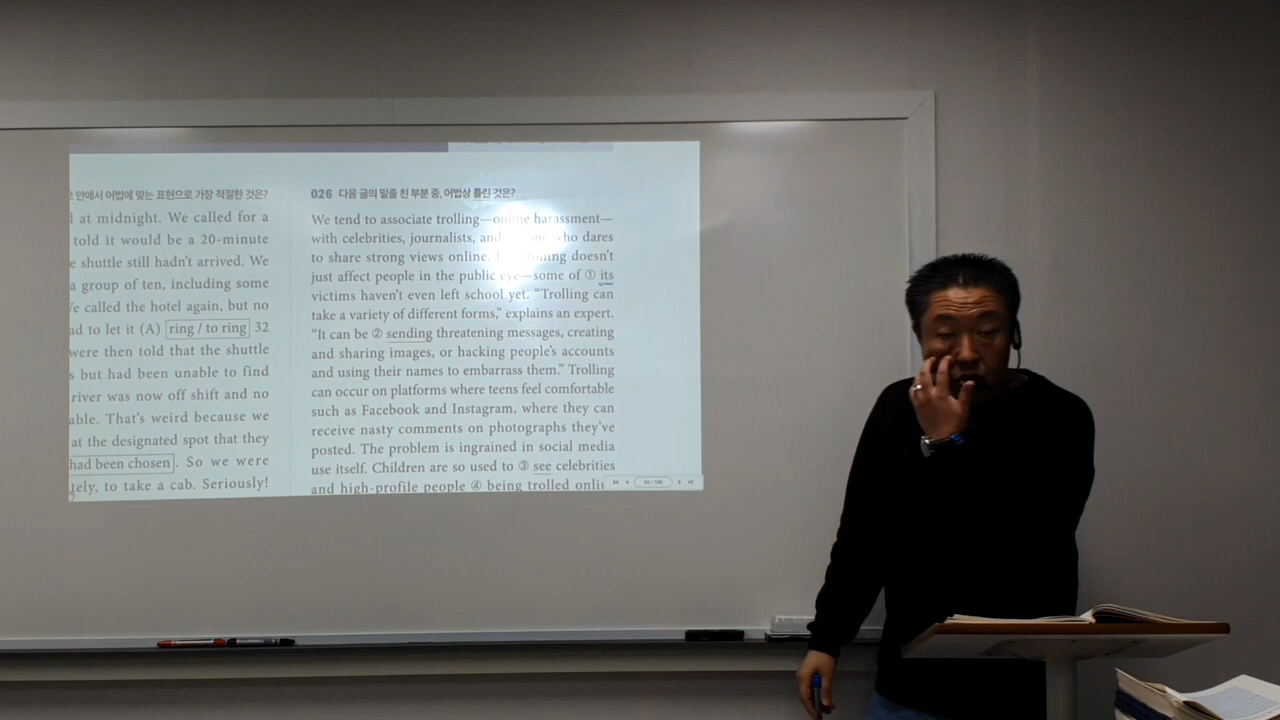 안에서 어법에 맞는 표현으로 가장 적절한 것은?
at midnight. We called for a
told it would be a 20-minute
shuttle still hadn't arrived. We
a group of ten, including some
called the hotel again, but no
to let it (A) ring / to ring 32
were then told that the shuttle
but had been unable to find
river was now off shift and no
able. That's weird because we
at the designated spot that they
had been chosen. So we were
tely, to take a cab. Seriously!
026 다음 글의 밑줄 친 부분 중, 어법상 틀린 것은?
We tend to associate trolling—online harassment—
with celebrities, journalists, and who dares
to share strong views online. trolling doesn't
just affect people in the public eye—some of ① its
victims haven't even left school yet. “Trolling can
take a variety of different forms,” explains an expert.
“It can be ② sending threatening messages, creating
and sharing images, or hacking people's accounts
and using their names to embarrass them.” Trolling
can occur on platforms where teens feel comfortable
such as Facebook and Instagram, where they can
receive nasty comments on photographs they've
posted. The problem is ingrained in social media
use itself. Children are so used to ③ see celebrities
and high-profile people ④ being trolled onlin